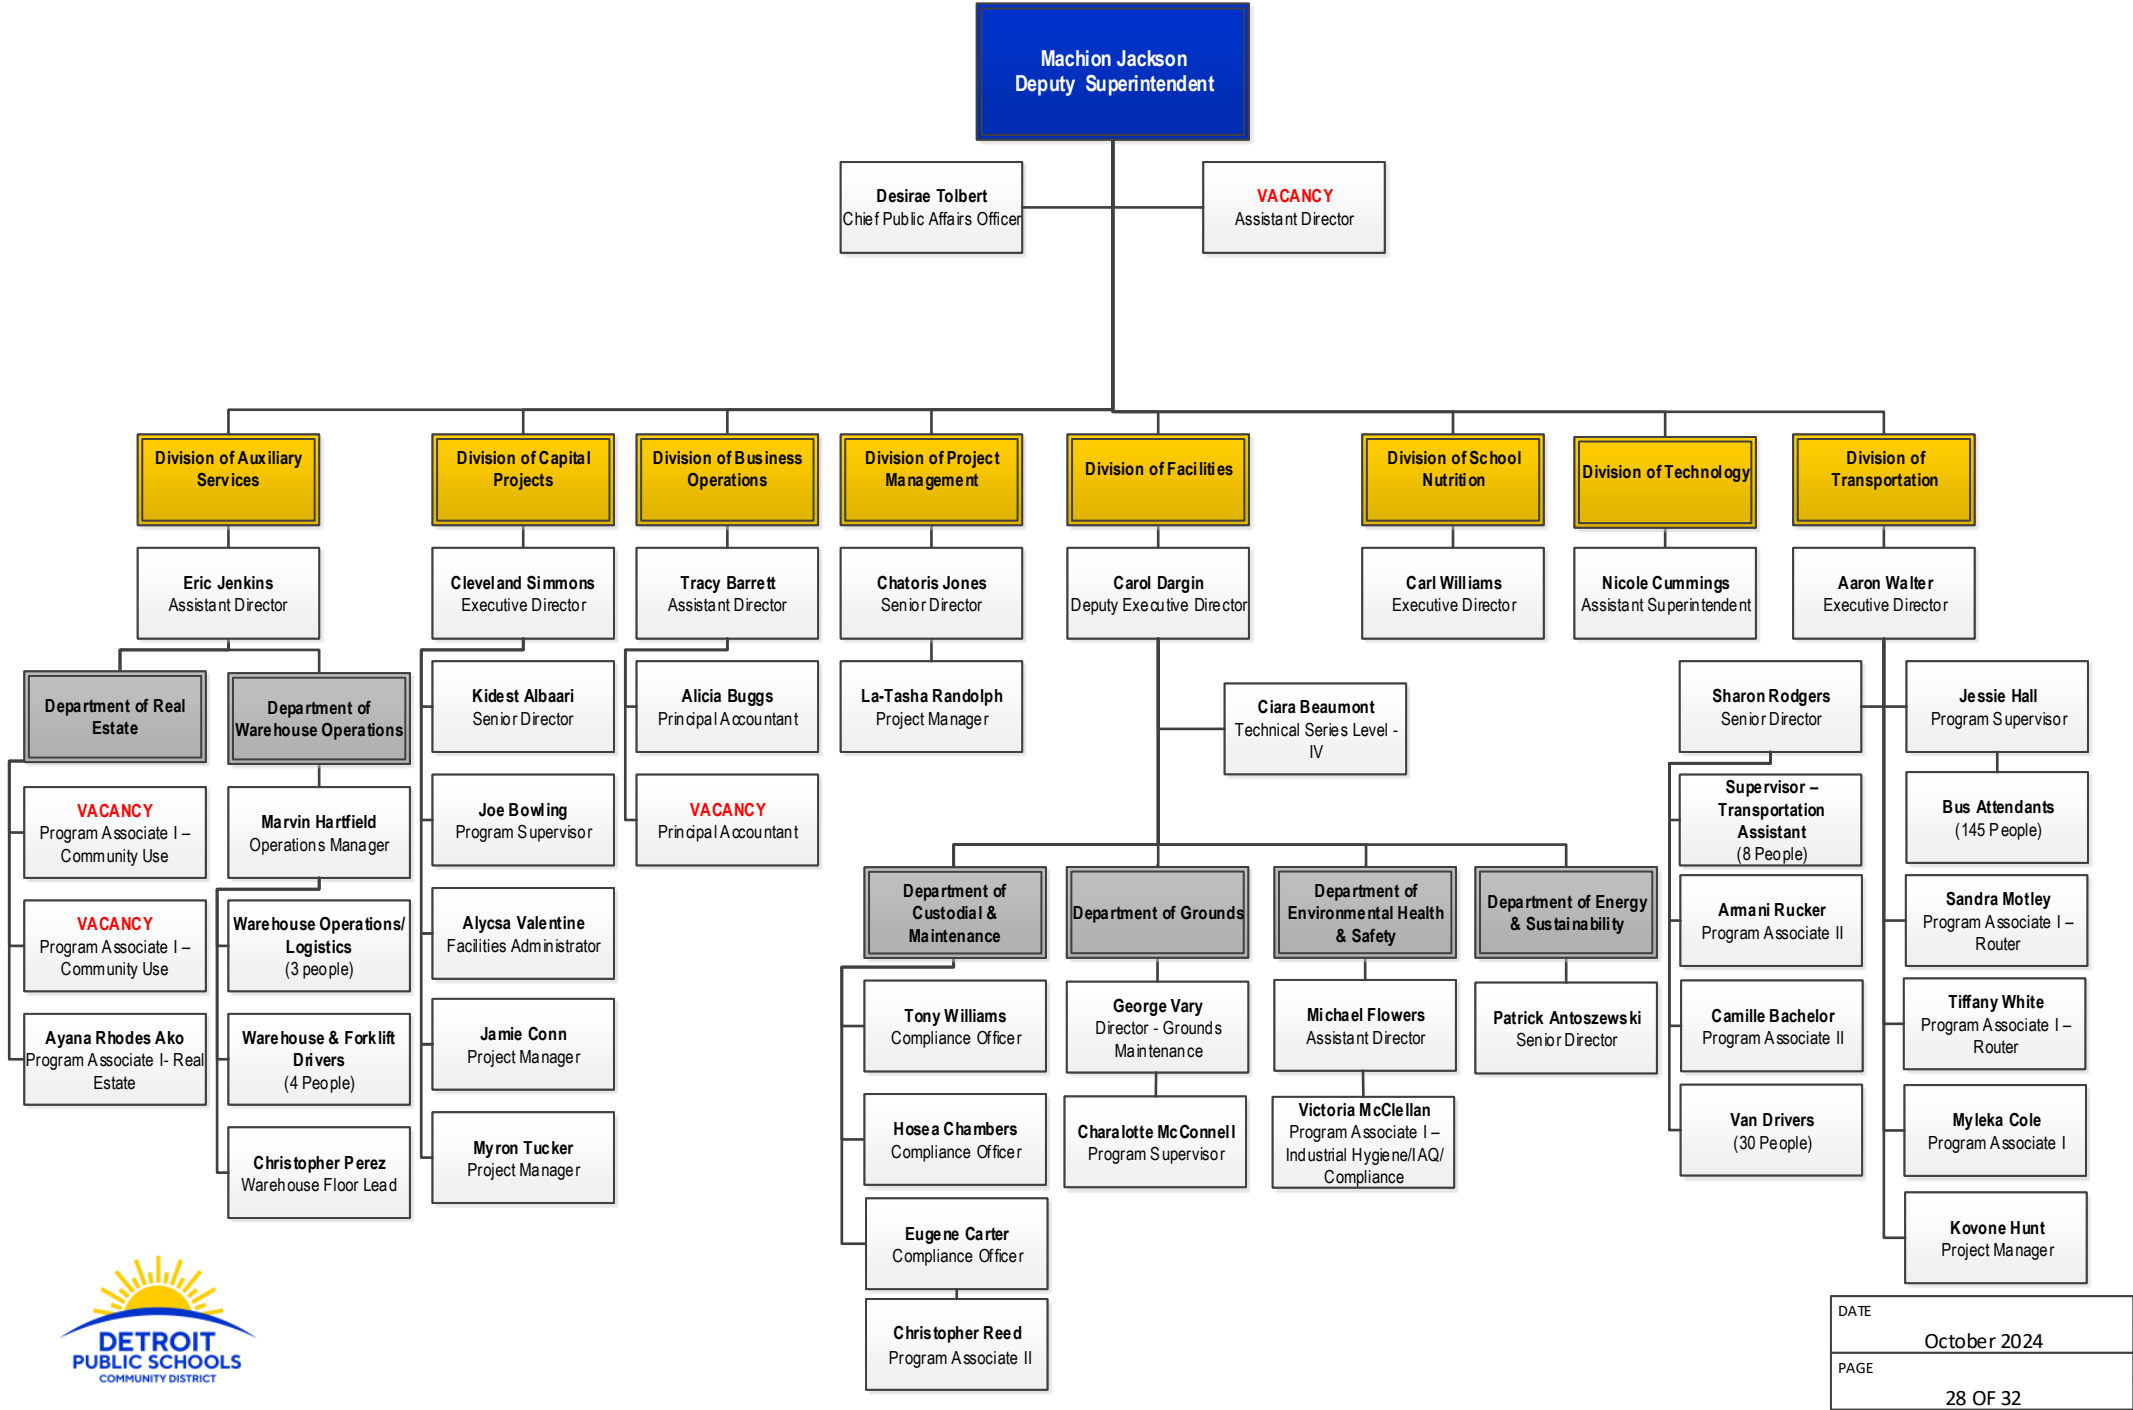 Machion Jackson
Deputy Superintendent
Desirae Tolbert
Chief Public Affairs Officer
VACANCY
Assistant Director
Division of Auxiliary
Services
Division of Capital
Projects
Division of Business
Operations
Division of Project
Management
Division of Facilities
Division of School
Nutrition
Division of Technology
Division of
Transportation
Eric Jenkins
Assistant Director
Cleveland Simmons
Executive Director
Tracy Barrett
Assistant Director
Chatoris Jones
Senior Director
Carol Dargin
Deputy Executive Director
Carl Williams
Executive Director
Nicole Cummings
Assistant Superintendent
Aaron Walter
Executive Director
Department of Real
Estate
VACANCY
Program Associate I –
Community Use
VACANCY
Program Associate I –
Community Use
Ayana Rhodes Ako
Program Associate I- Real
Estate
Department of
Warehouse Operations
Marvin Hartfield
Operations Manager
Warehouse Operations/
Logistics
(3 people)
Warehouse & Forklift
Drivers
(4 People)
Christopher Perez
Warehouse Floor Lead
Kidest Albaari
Senior Director
Joe Bowling
Program Supervisor
Alycsa Valentine
Facilities Administrator
Jamie Conn
Project Manager
Myron Tucker
Project Manager
Alicia Buggs
Principal Accountant
VACANCY
Principal Accountant
La-Tasha Randolph
Project Manager
Ciara Beaumont
Technical Series Level -
IV
Department of
Custodial &
Maintenance
Tony Williams
Compliance Officer
Hosea Chambers
Compliance Officer
Eugene Carter
Compliance Officer
Christopher Reed
Program Associate II
Department of Grounds
George Vary
Director - Grounds
Maintenance
Charalotte McConnell
Program Supervisor
Department of
Environmental Health
& Safety
Michael Flowers
Assistant Director
Victoria McClellan
Program Associate I –
Industrial Hygiene/IAQ/
Compliance
Department of Energy
& Sustainability
Patrick Antoszewski
Senior Director
Sharon Rodgers
Senior Director
Supervisor –
Transportation
Assistant
(8 People)
Armani Rucker
Program Associate II
Camille Bachelor
Program Associate II
Van Drivers
(30 People)
Jessie Hall
Program Supervisor
Bus Attendants
(145 People)
Sandra Motley
Program Associate I –
Router
Tiffany White
Program Associate I –
Router
Myleka Cole
Program Associate I
Kovone Hunt
Project Manager
DETROIT
PUBLIC SCHOOLS
COMMUNITY DISTRICT
DATE
October 2024
PAGE
28 OF 32